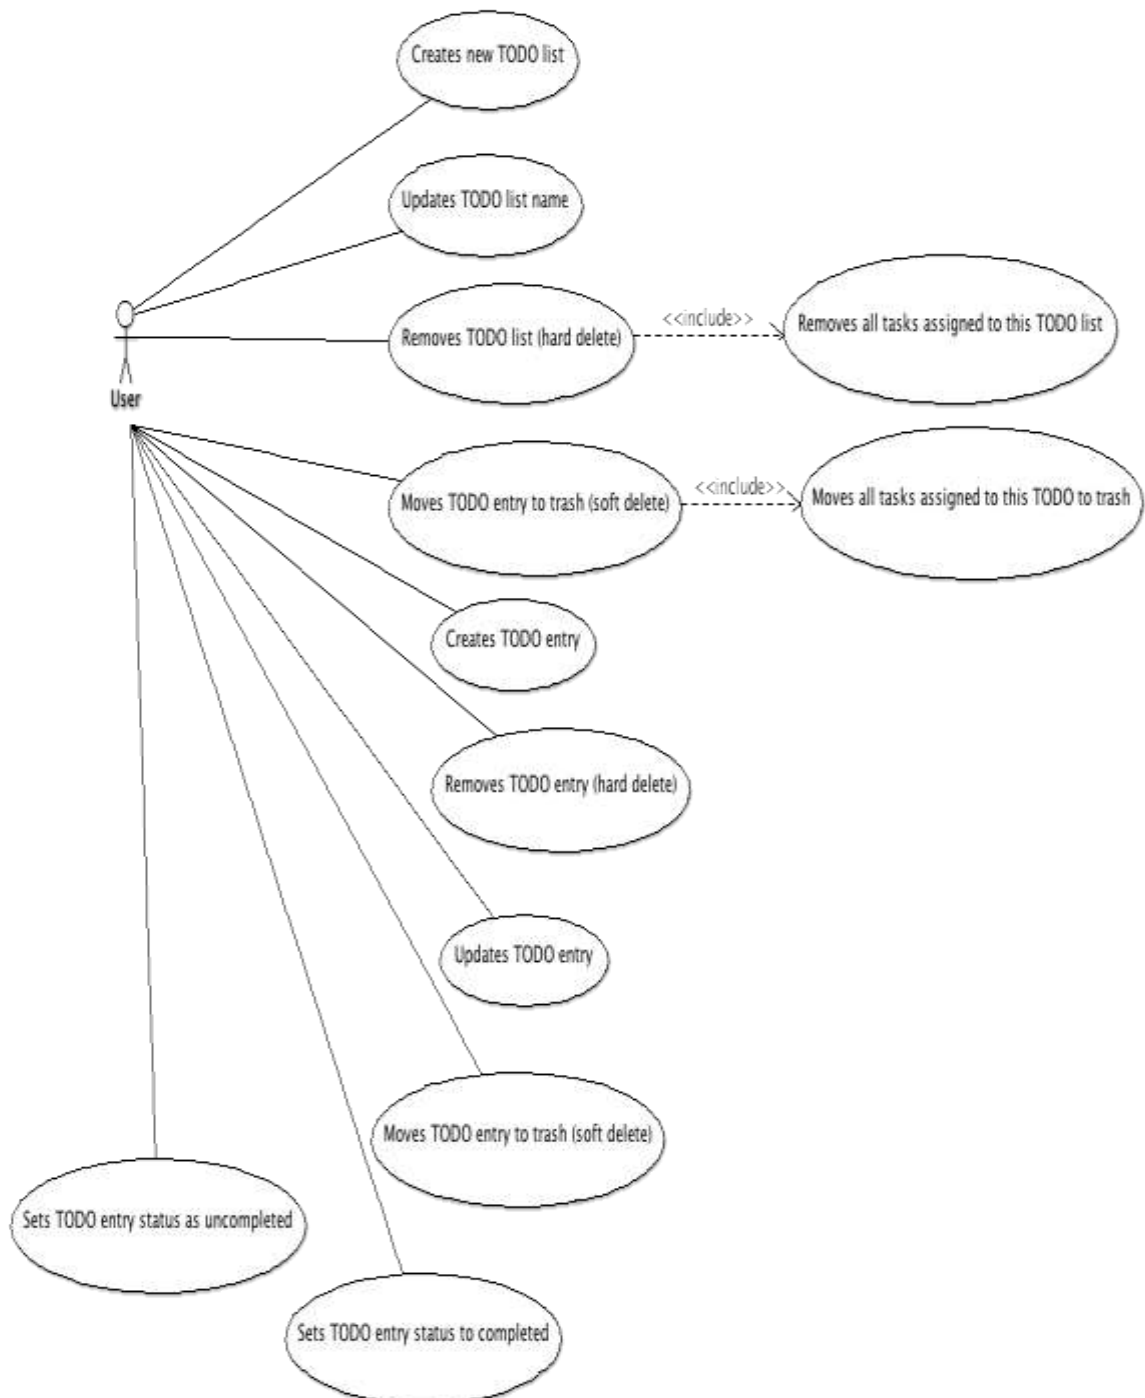 Creates new TODO list
Updates TODO list name
Removes TODO list (hard delete)
<<include>>
Removes all tasks assigned to this TODO list
User
Moves TODO entry to trash (soft delete)
<<include>>
Moves all tasks assigned to this TODO to trash
Creates TODO entry
Removes TODO entry (hard delete)
Updates TODO entry
Moves TODO entry to trash (soft delete)
Sets TODO entry status as uncompleted
Sets TODO entry status to completed